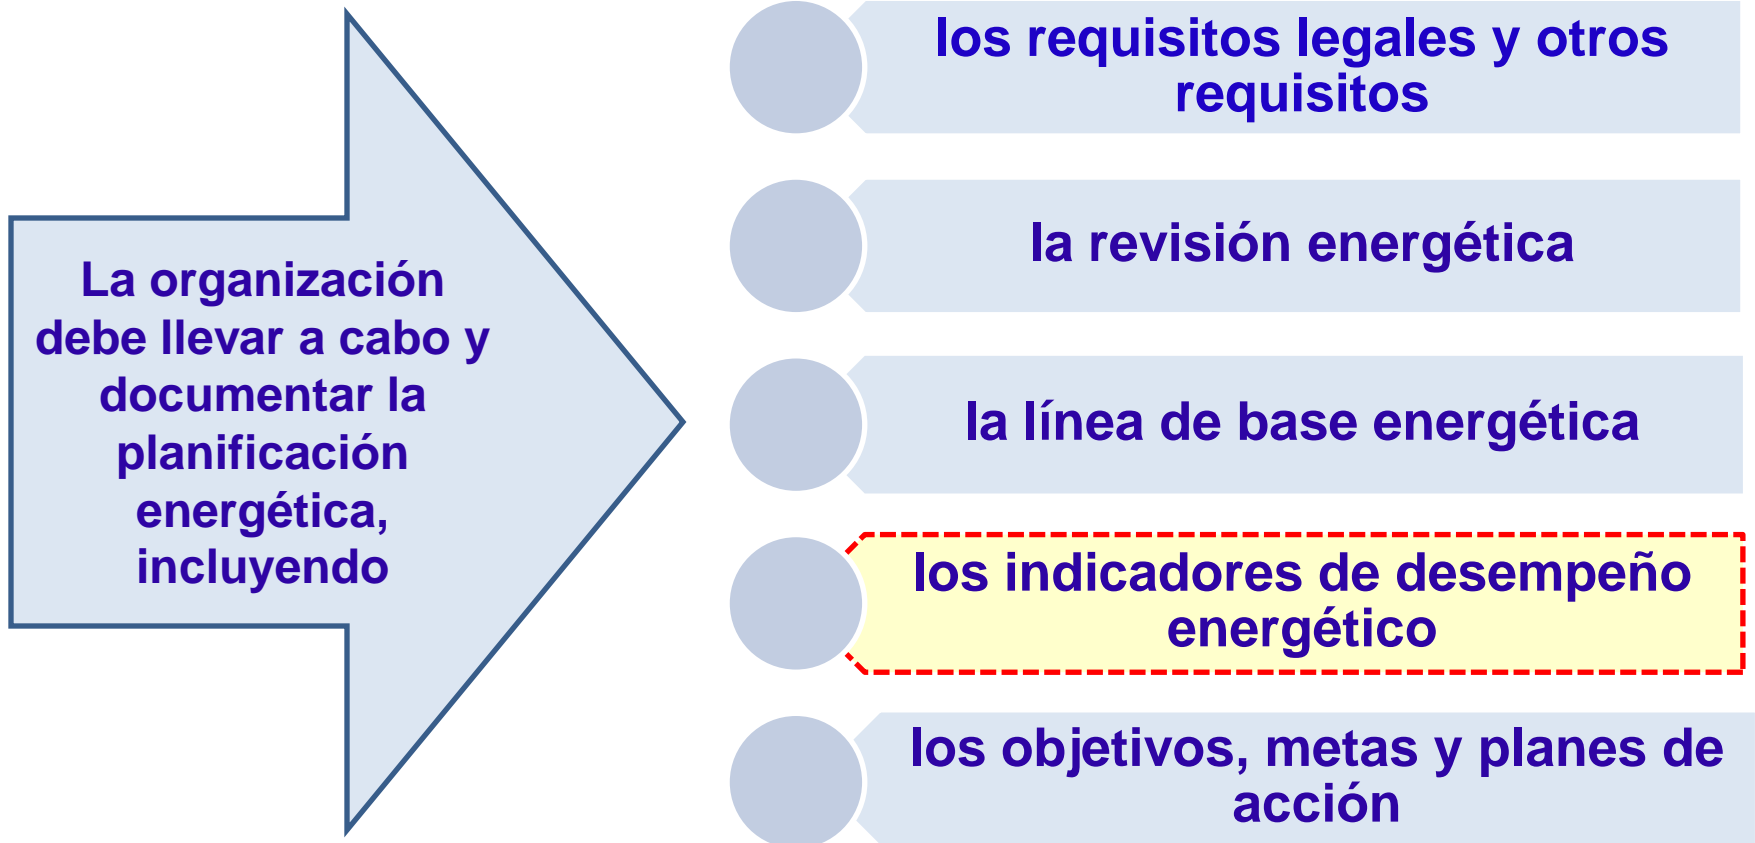 La organización
debe llevar a cabo y
documentar la
planificación
energética,
incluyendo
los requisitos legales y otros
requisitos
la revisión energética
la línea de base energética
los indicadores de desempeño
energético
los objetivos, metas y planes de
acción